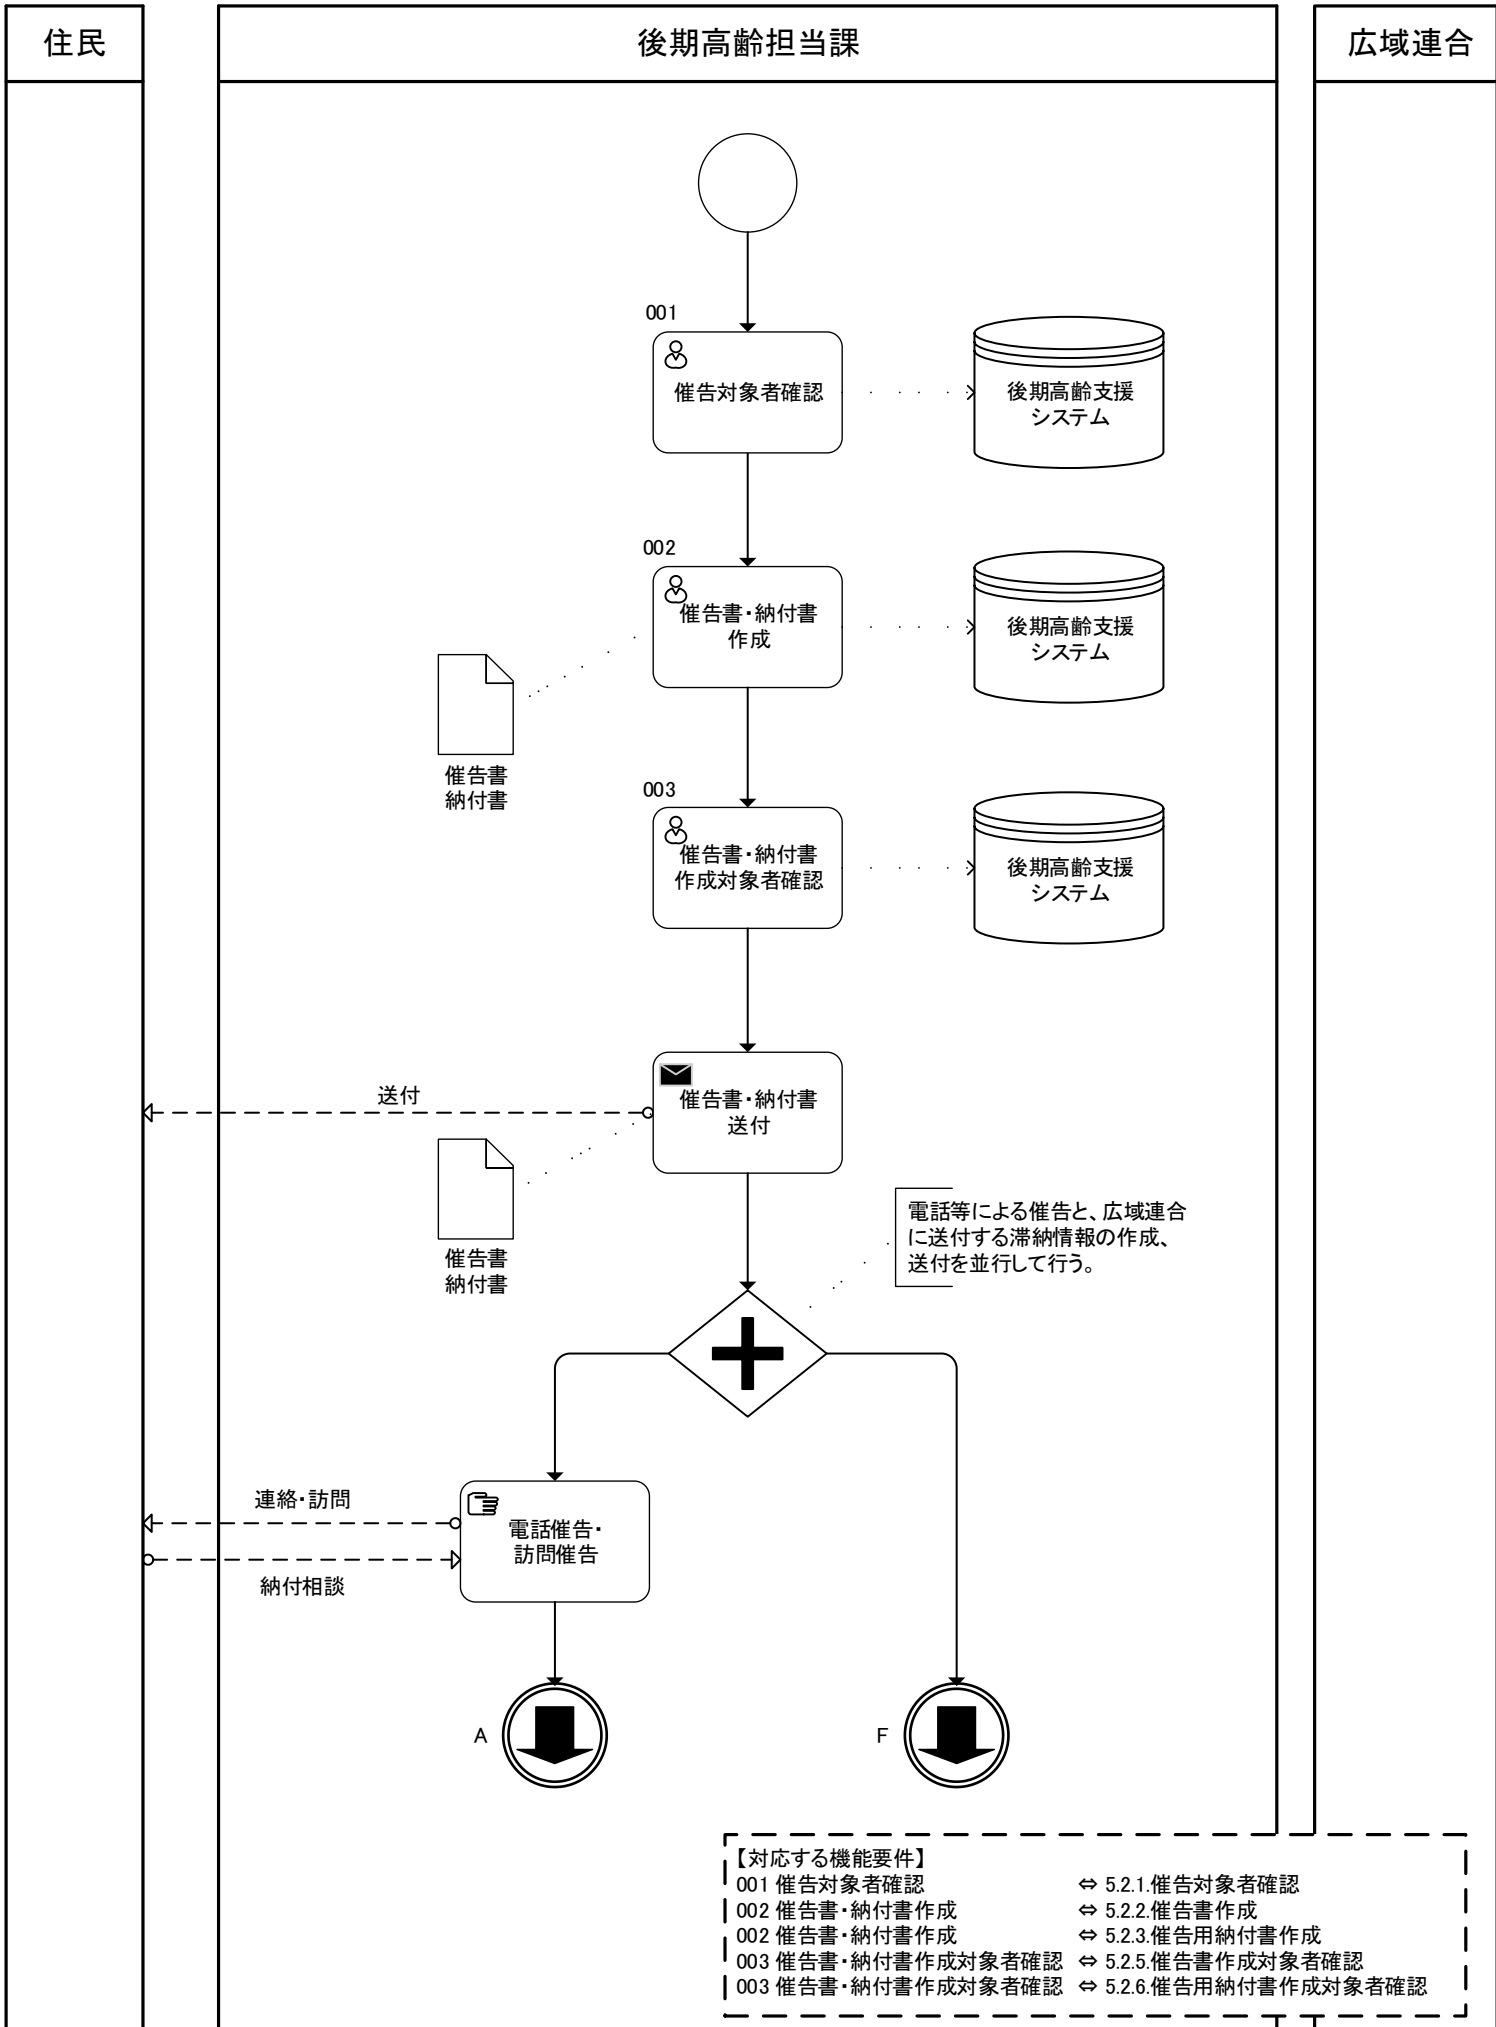 住民
後期高齢担当課
広域連合
001
催告対象者確認
後期高齢支援
システム
002
催告書・納付書
作成
後期高齢支援
システム
催告書
納付書
003
催告書・納付書
作成対象者確認
後期高齢支援
システム
送付
催告書・納付書
送付
催告書
納付書
電話等による催告と、広域連合
に送付する滞納情報の作成、
送付を並行して行う。
連絡・訪問
電話催告・
訪問催告
納付相談
A
F
【対応する機能要件】
001 催告対象者確認 ⇔ 5.2.1.催告対象者確認
002 催告書・納付書作成 ⇔ 5.2.2.催告書作成
002 催告書・納付書作成 ⇔ 5.2.3.催告用納付書作成
003 催告書・納付書作成対象者確認 ⇔ 5.2.5.催告書作成対象者確認
003 催告書・納付書作成対象者確認 ⇔ 5.2.6.催告用納付書作成対象者確認